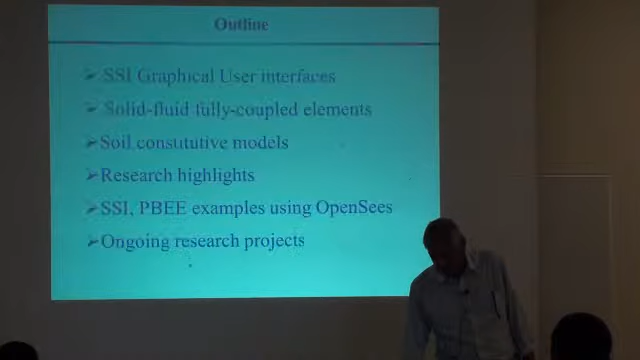 Outline
SSI Graphical User interfaces
Solid-fluid fully-coupled elements
Soil constitutive models
Research highlights
SSI, PBEE examples using OpenSees
Ongoing research projects